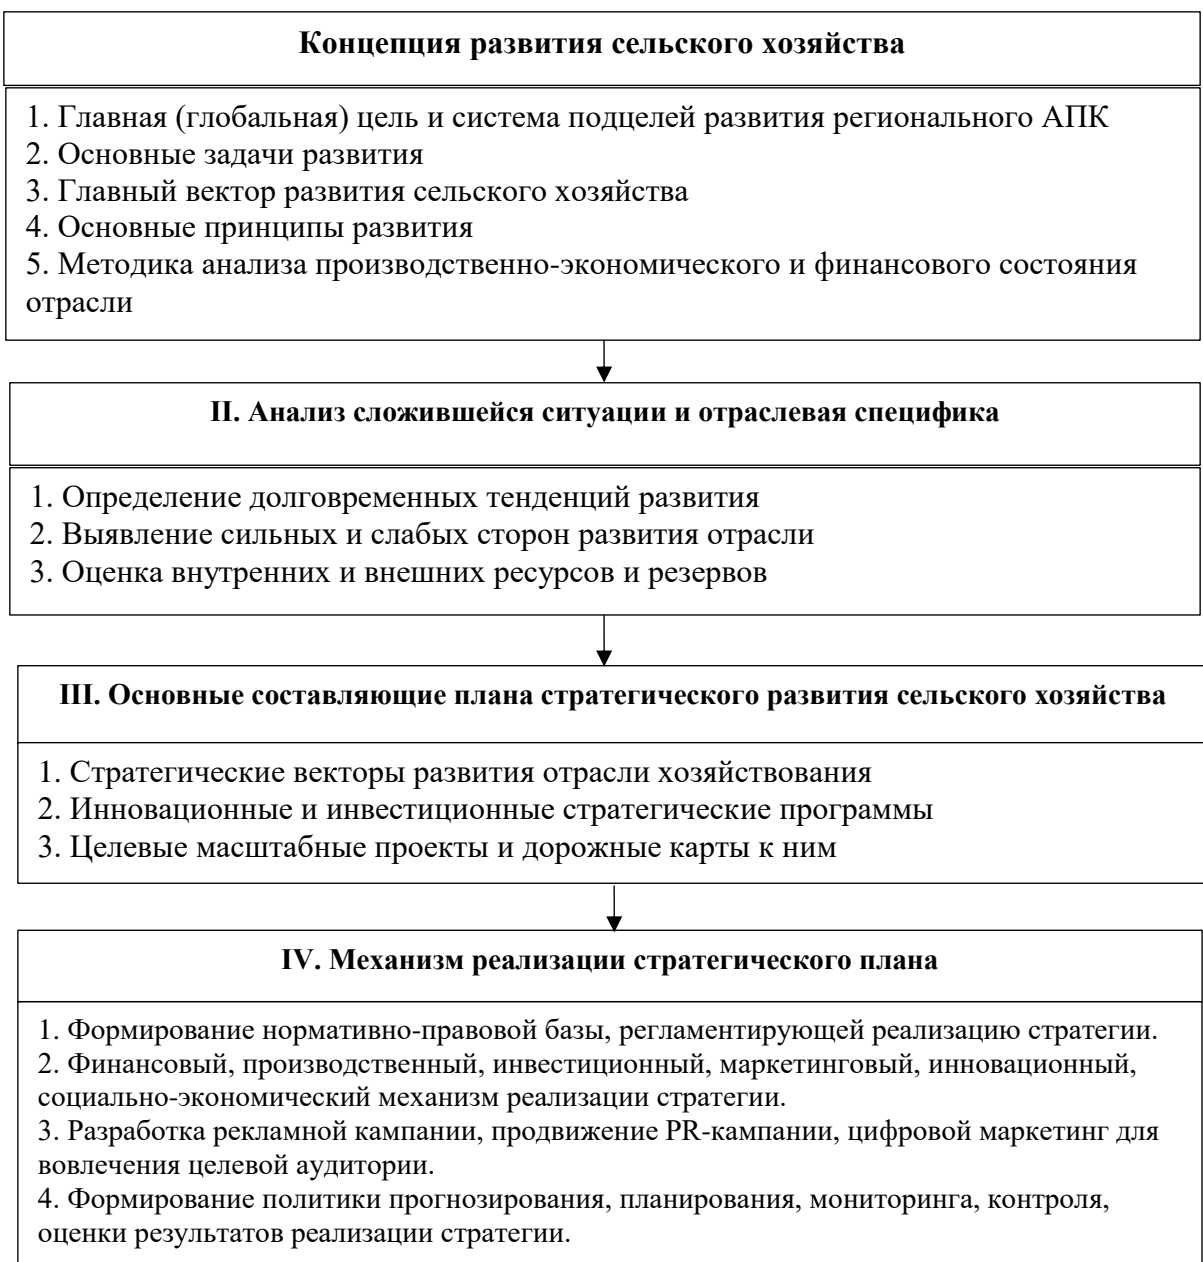 Концепция развития сельского хозяйства
1. Главная (глобальная) цель и система подцелей развития регионального АПК
2. Основные задачи развития
3. Главный вектор развития сельского хозяйства
4. Основные принципы развития
5. Методика анализа производственно-экономического и финансового состояния
отрасли
II. Анализ сложившейся ситуации и отраслевая специфика
1. Определение долговременных тенденций развития
2. Выявление сильных и слабых сторон развития отрасли
3. Оценка внутренних и внешних ресурсов и резервов
III. Основные составляющие плана стратегического развития сельского хозяйства
1. Стратегические векторы развития отрасли хозяйствования
2. Инновационные и инвестиционные стратегические программы
3. Целевые масштабные проекты и дорожные карты к ним
IV. Механизм реализации стратегического плана
1. Формирование нормативно-правовой базы, регламентирующей реализацию стратегии.
2. Финансовый, производственный, инвестиционный, маркетинговый, инновационный,
социально-экономический механизм реализации стратегии.
3. Разработка рекламной кампании, продвижение PR-кампании, цифровой маркетинг для
вовлечения целевой аудитории.
4. Формирование политики прогнозирования, планирования, мониторинга, контроля,
оценки результатов реализации стратегии.